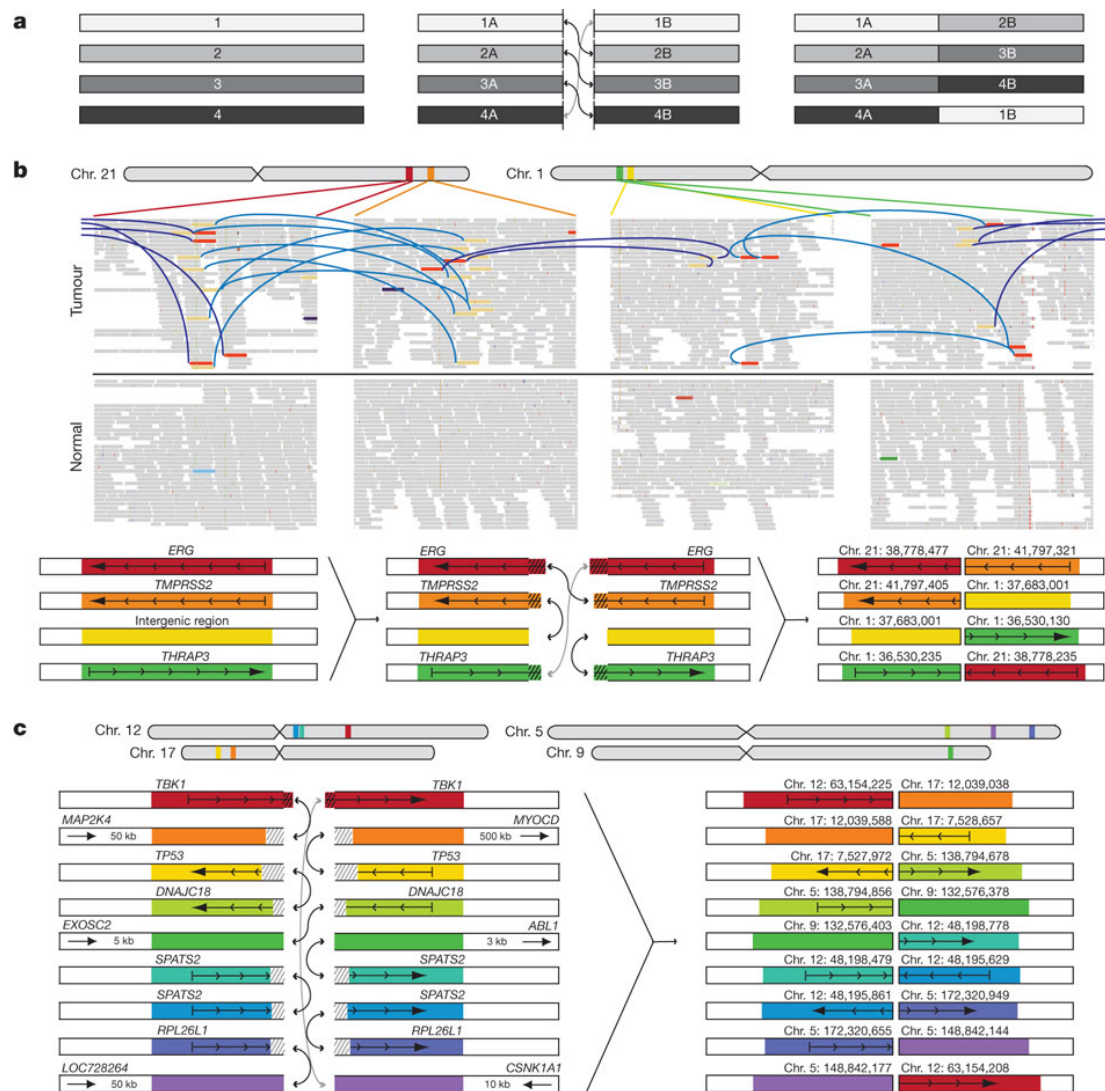 a
1 1A 1B 1A 2B
2 2A 2B 2A 3B
3 3A 3B 3A 4B
4 4A 4B 4A 1B
b
Chr. 21 Chr. 1
Tumour
Normal
ERG ERG ERG Chr. 21: 38,778,477 Chr. 21: 41,797,321
TMPRSS2 TMPRSS2 TMPRSS2 Chr. 21: 41,797,405 Chr. 1: 37,683,001
Intergenic region Chr. 1: 37,683,001 Chr. 1: 36,530,130
THRAP3 THRAP3 THRAP3 Chr. 1: 36,530,235 Chr. 21: 38,778,235
c
Chr. 12 Chr. 5
Chr. 17 Chr. 9
TBK1 TBK1 Chr. 12: 63,154,225 Chr. 17: 12,039,038
MAP2K4 50 kb MYOCD 500 kb Chr. 17: 12,039,588 Chr. 17: 7,528,657
TP53 TP53 Chr. 17: 7,527,972 Chr. 5: 138,794,678
DNAJC18 DNAJC18 Chr. 5: 138,794,856 Chr. 9: 132,576,378
EXOSC2 5 kb ABL1 3 kb Chr. 9: 132,576,403 Chr. 12: 48,198,778
SPATS2 SPATS2 Chr. 12: 48,198,479 Chr. 12: 48,195,629
SPATS2 SPATS2 Chr. 12: 48,195,861 Chr. 5: 172,320,949
RPL26L1 RPL26L1 Chr. 5: 172,320,655 Chr. 5: 148,842,144
LOC728264 50 kb CSNK1A1 10 kb Chr. 5: 148,842,177 Chr. 12: 63,154,208